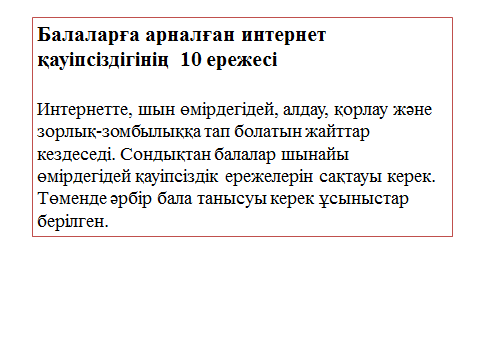 Балаларға арналған интернет
қауіпсіздігінің 10 ережесі
Интернетте, шын өмірдегідей, алдау, қорлау және
зорлық-зомбылыққа тап болатын жайттар
кездеседі. Сондықтан балалар шынайы
өмірдегідей қауіпсіздік ережелерін сақтауы керек.
Төменде әрбір бала танысуы керек ұсыныстар
берілген.